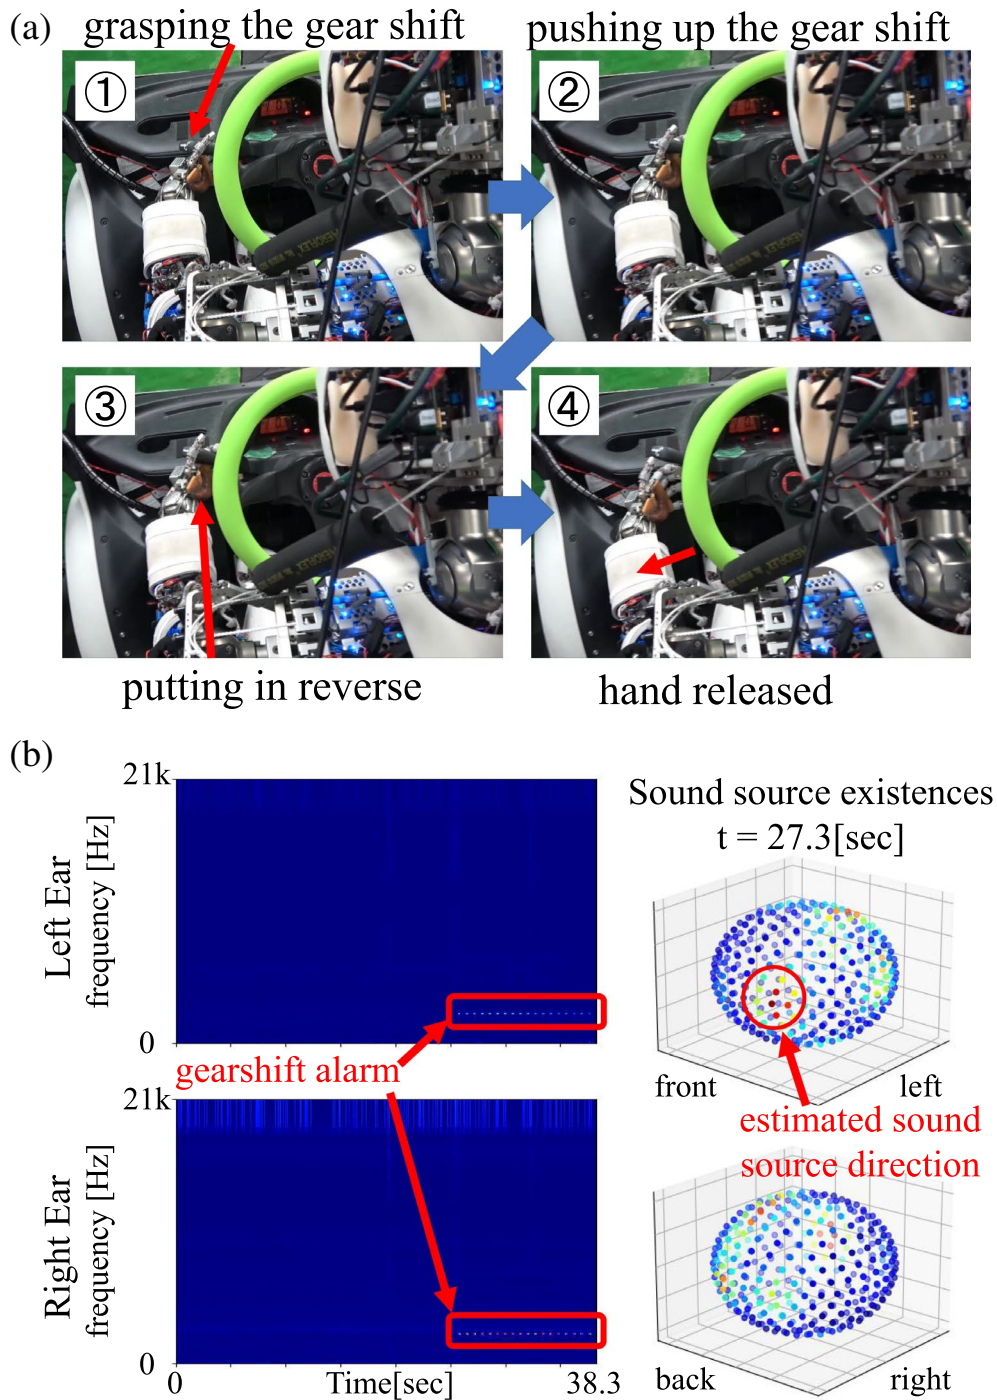 (a)
grasping the gear shift
pushing up the gear shift
①
②
③
④
putting in reverse
hand released
(b)
21k
Left Ear
frequency [Hz]
0
gearshift alarm
21k
Right Ear
frequency [Hz]
0
0
Time[sec]
38.3
Sound source existences
t = 27.3[sec]
front
left
estimated sound
source direction
back
right